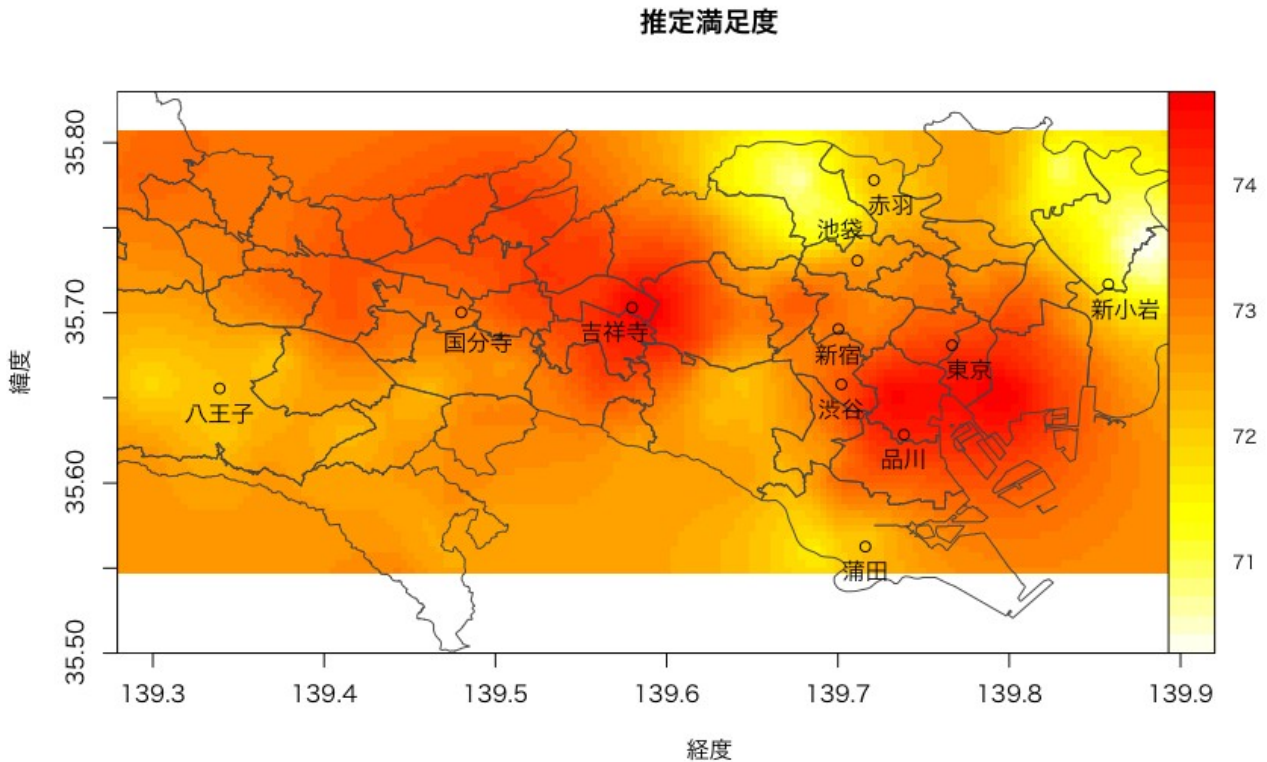 推定満足度
35.80
35.70
35.60
35.50
緯度
赤羽
池袋
新小岩
国分寺
吉祥寺
新宿
東京
八王子
渋谷
品川
蒲田
74
73
72
71
139.3 139.4 139.5 139.6 139.7 139.8 139.9
経度